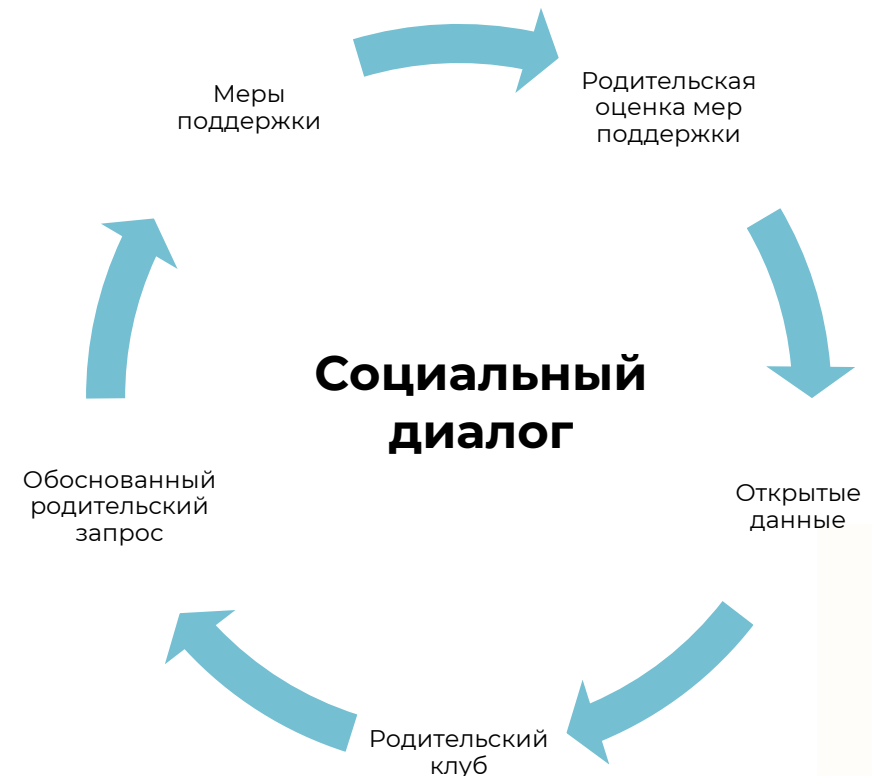 Меры
поддержки
Родительская
оценка мер
поддержки
Социальный
диалог
Обоснованный
родительский
запрос
Открытые
данные
Родительский
клуб